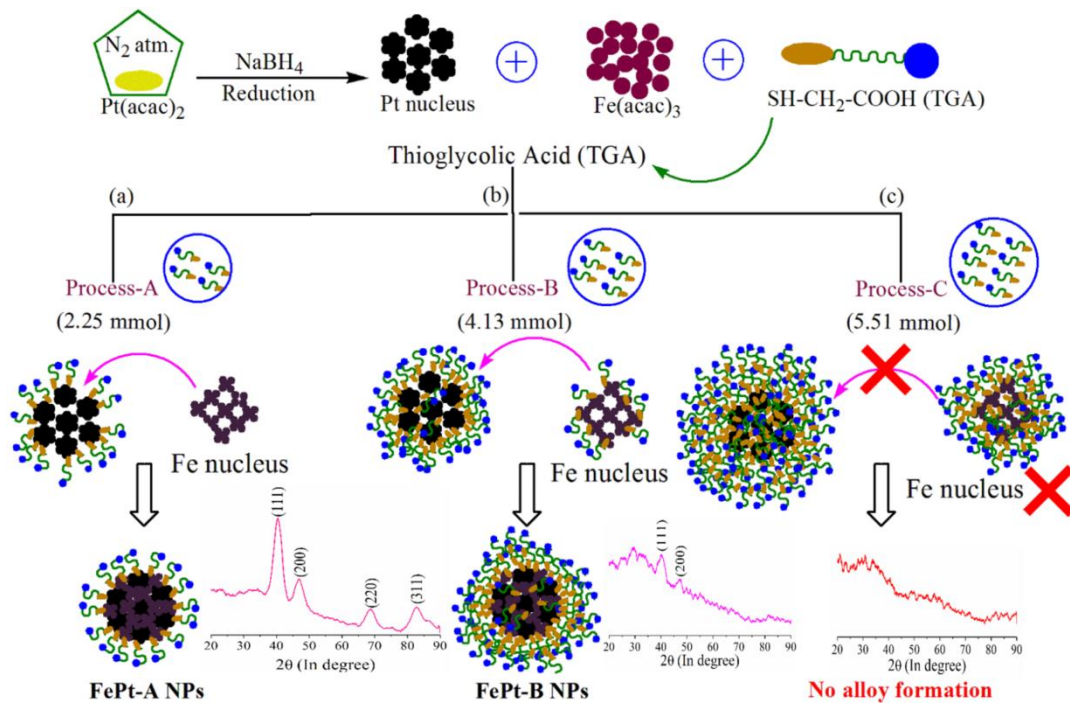 N2 atm.
Pt(acac)2
NaBH4
Reduction
Pt nucleus
Fe(acac)3
SH-CH2-COOH (TGA)
Thioglycolic Acid (TGA)
(a)
(b)
(c)
Process-A
(2.25 mmol)
Process-B
(4.13 mmol)
Process-C
(5.51 mmol)
Fe nucleus
Fe nucleus
Fe nucleus
(111)
(200)
(220)
(311)
20 30 40 50 60 70 80 90
2θ (In degree)
(111)
(200)
20 30 40 50 60 70 80 90
2θ (In degree)
20 30 40 50 60 70 80 90
2θ (In degree)
FePt-A NPs
FePt-B NPs
No alloy formation